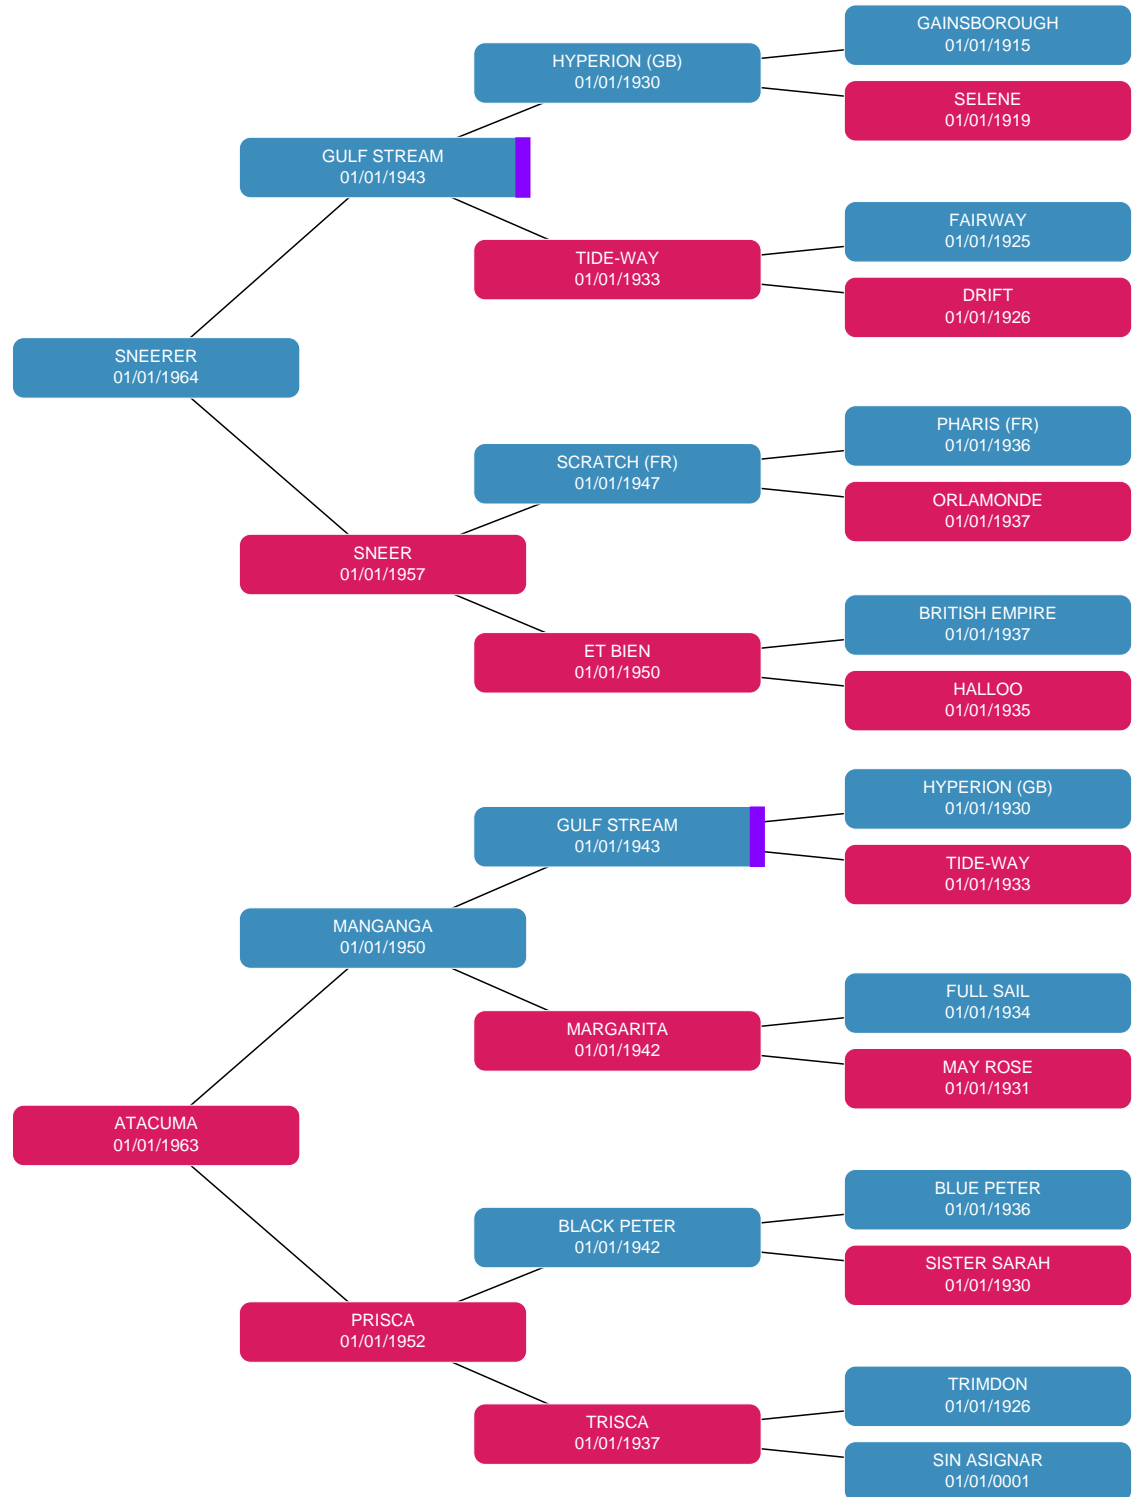 GAINSBOROUGH
01/01/1915
HYPERION (GB)
01/01/1930
SELENE
01/01/1919
GULF STREAM
01/01/1943
FAIRWAY
01/01/1925
TIDE-WAY
01/01/1933
DRIFT
01/01/1926
SNEERER
01/01/1964
PHARIS (FR)
01/01/1936
SCRATCH (FR)
01/01/1947
ORLAMONDE
01/01/1937
SNEER
01/01/1957
BRITISH EMPIRE
01/01/1937
ET BIEN
01/01/1950
HALLOO
01/01/1935
HYPERION (GB)
01/01/1930
GULF STREAM
01/01/1943
TIDE-WAY
01/01/1933
MANGANGA
01/01/1950
FULL SAIL
01/01/1934
MARGARITA
01/01/1942
MAY ROSE
01/01/1931
ATACUMA
01/01/1963
BLUE PETER
01/01/1936
BLACK PETER
01/01/1942
SISTER SARAH
01/01/1930
PRISCA
01/01/1952
TRIMDON
01/01/1926
TRISCA
01/01/1937
SIN ASIGNAR
01/01/0001